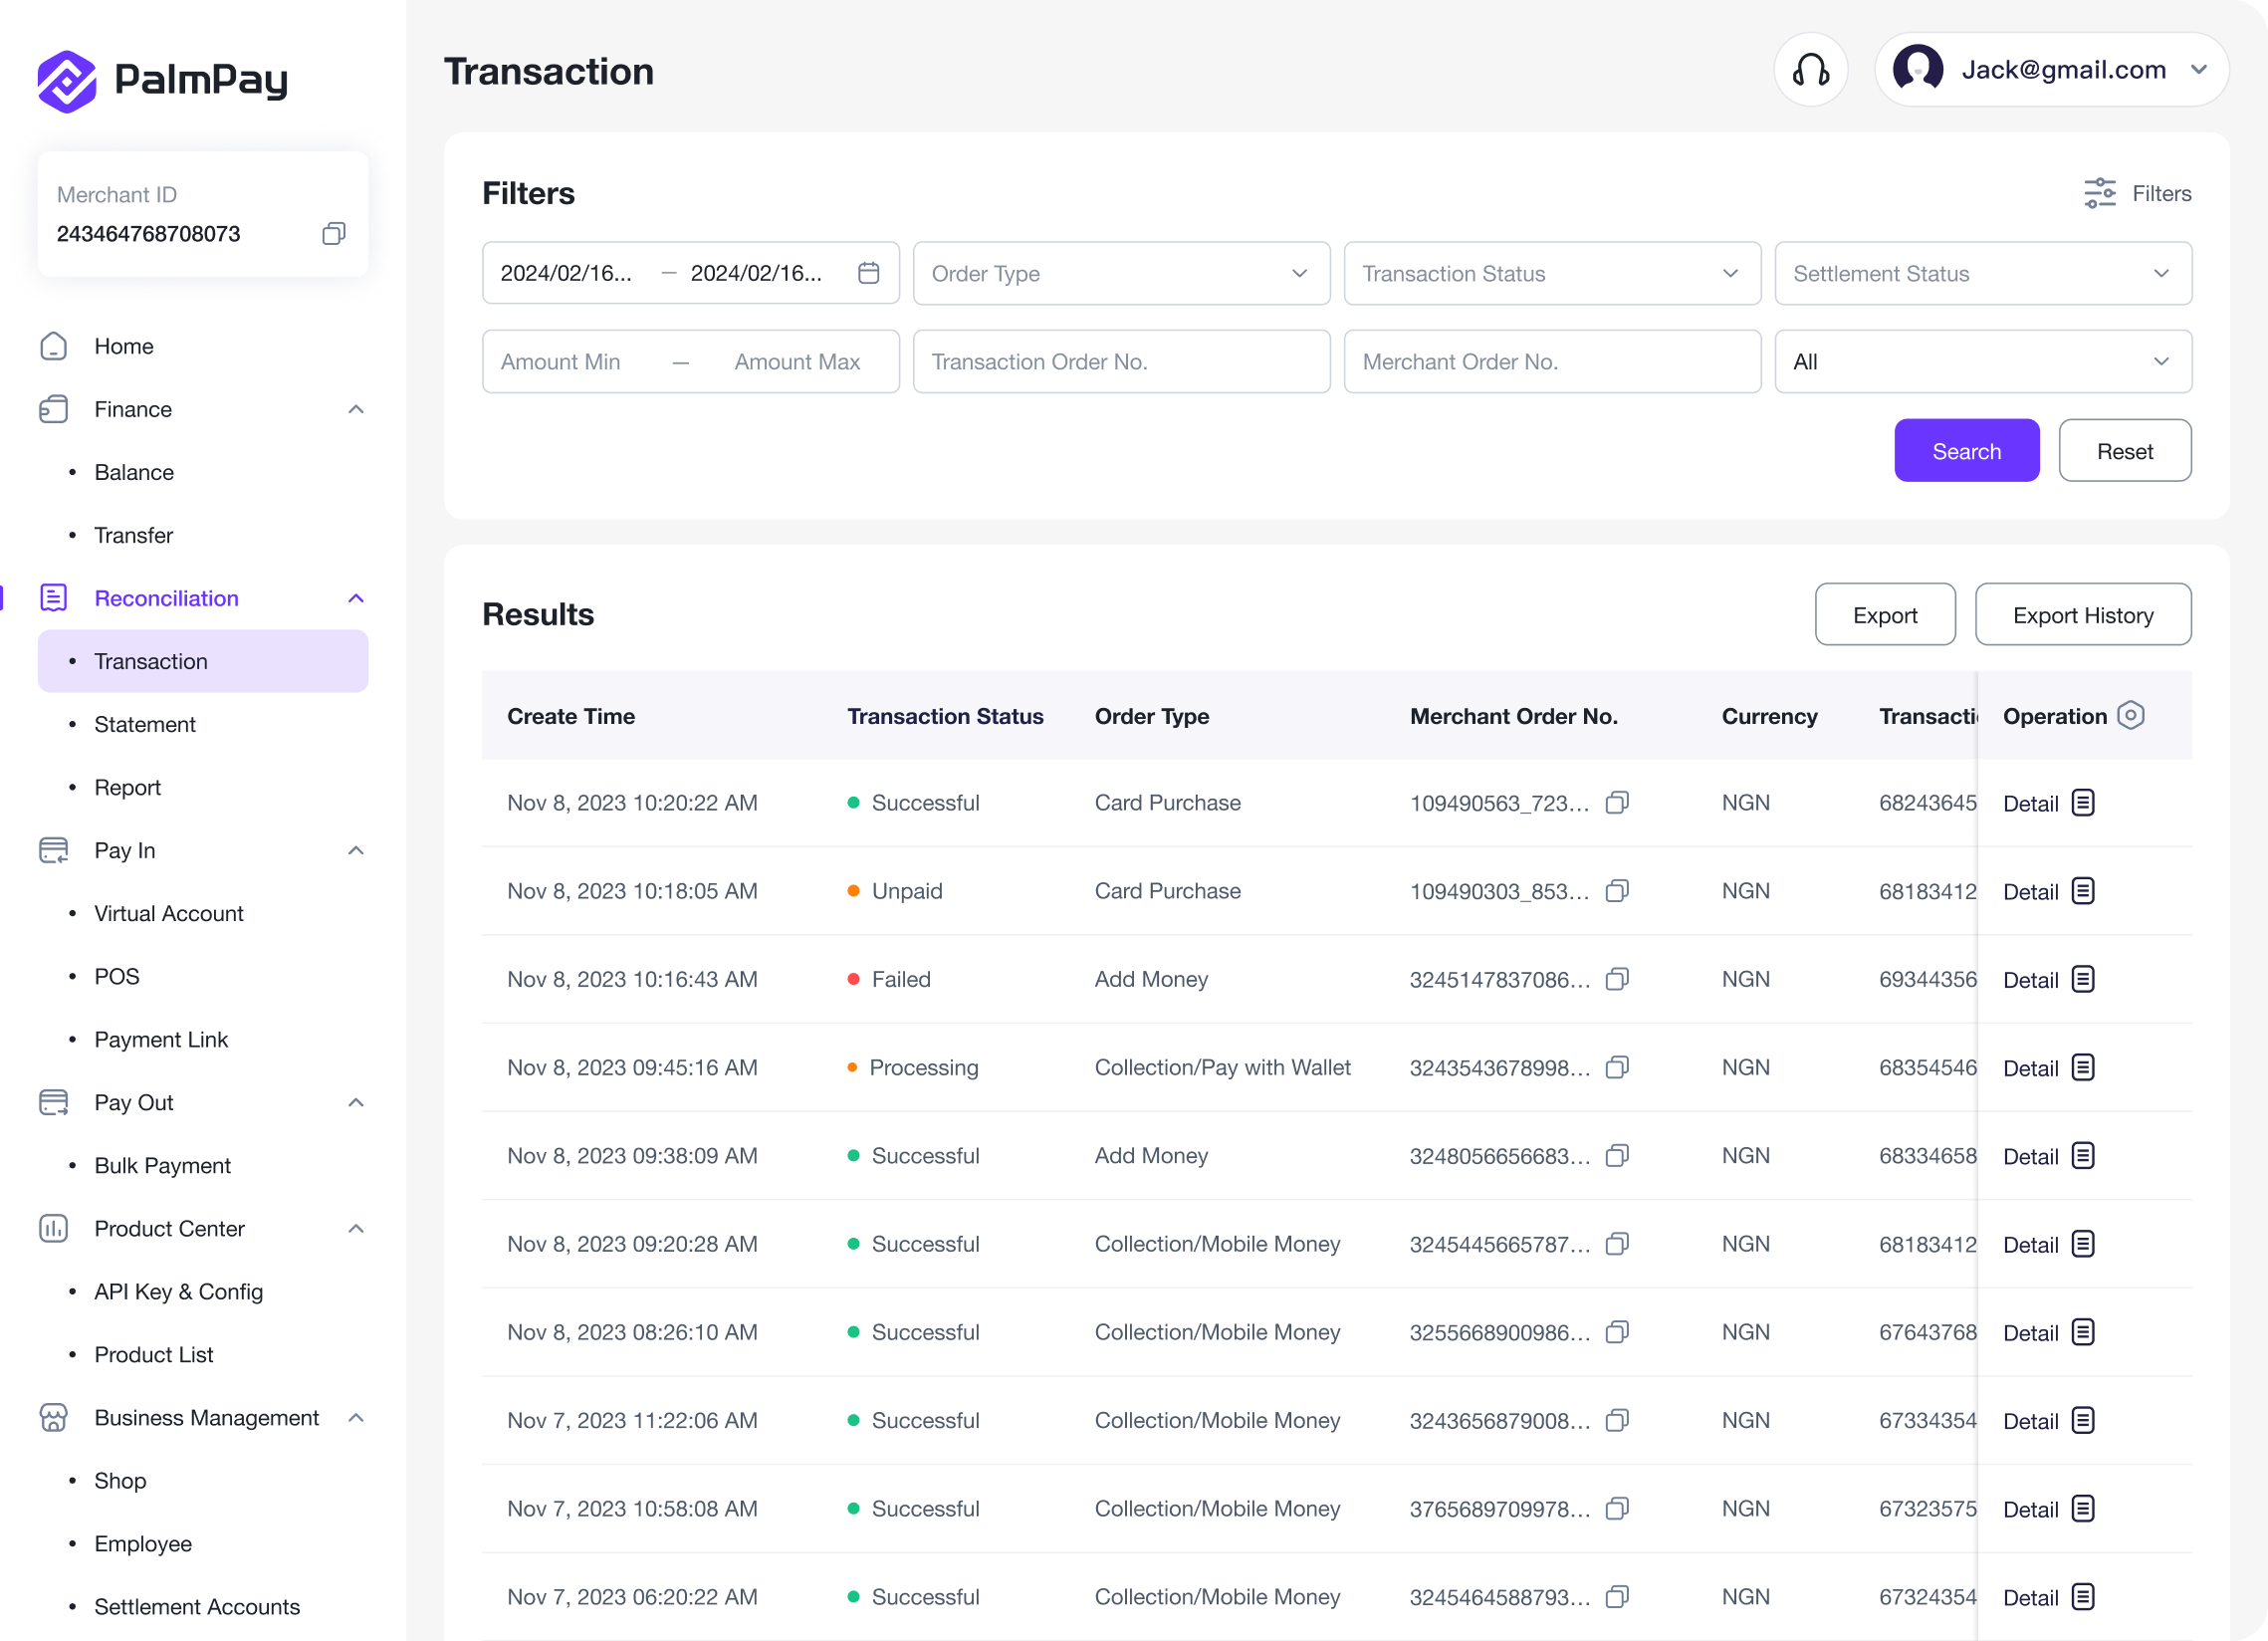 PalmPay
Merchant ID
243464768708073
Home
Finance
Balance
Transfer
Reconciliation
Transaction
Statement
Report
Pay In
Virtual Account
POS
Payment Link
Pay Out
Bulk Payment
Product Center
API Key & Config
Product List
Business Management
Shop
Employee
Settlement Accounts
Transaction
Jack@gmail.com
Filters
Filters
2024/02/16... — 2024/02/16...
Order Type
Transaction Status
Settlement Status
Amount Min — Amount Max
Transaction Order No.
Merchant Order No.
All
Search
Reset
Results
Export
Export History
Create Time Transaction Status Order Type Merchant Order No. Currency Transacti Operation
Nov 8, 2023 10:20:22 AM Successful Card Purchase 109490563_723... NGN 68243645 Detail
Nov 8, 2023 10:18:05 AM Unpaid Card Purchase 109490303_853... NGN 68183412 Detail
Nov 8, 2023 10:16:43 AM Failed Add Money 3245147837086... NGN 69344356 Detail
Nov 8, 2023 09:45:16 AM Processing Collection/Pay with Wallet 3243543678998... NGN 68354546 Detail
Nov 8, 2023 09:38:09 AM Successful Add Money 3248056656683... NGN 68334658 Detail
Nov 8, 2023 09:20:28 AM Successful Collection/Mobile Money 3245445665787... NGN 68183412 Detail
Nov 8, 2023 08:26:10 AM Successful Collection/Mobile Money 3255668900986... NGN 67643768 Detail
Nov 7, 2023 11:22:06 AM Successful Collection/Mobile Money 3243656879008... NGN 67334354 Detail
Nov 7, 2023 10:58:08 AM Successful Collection/Mobile Money 3765689709978... NGN 67323575 Detail
Nov 7, 2023 06:20:22 AM Successful Collection/Mobile Money 3245464588793... NGN 67324354 Detail